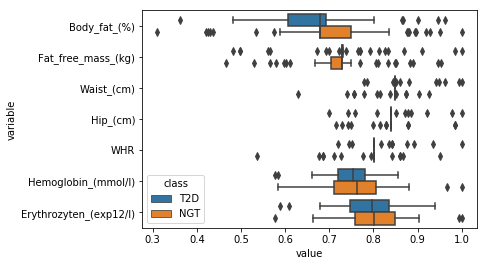 Body_fat_(%)
Fat_free_mass_(kg)
Waist_(cm)
Hip_(cm)
WHR
Hemoglobin_(mmol/l)
Erythrozyten_(exp12/l)
variable
class
T2D
NGT
0.3 0.4 0.5 0.6 0.7 0.8 0.9 1.0
value